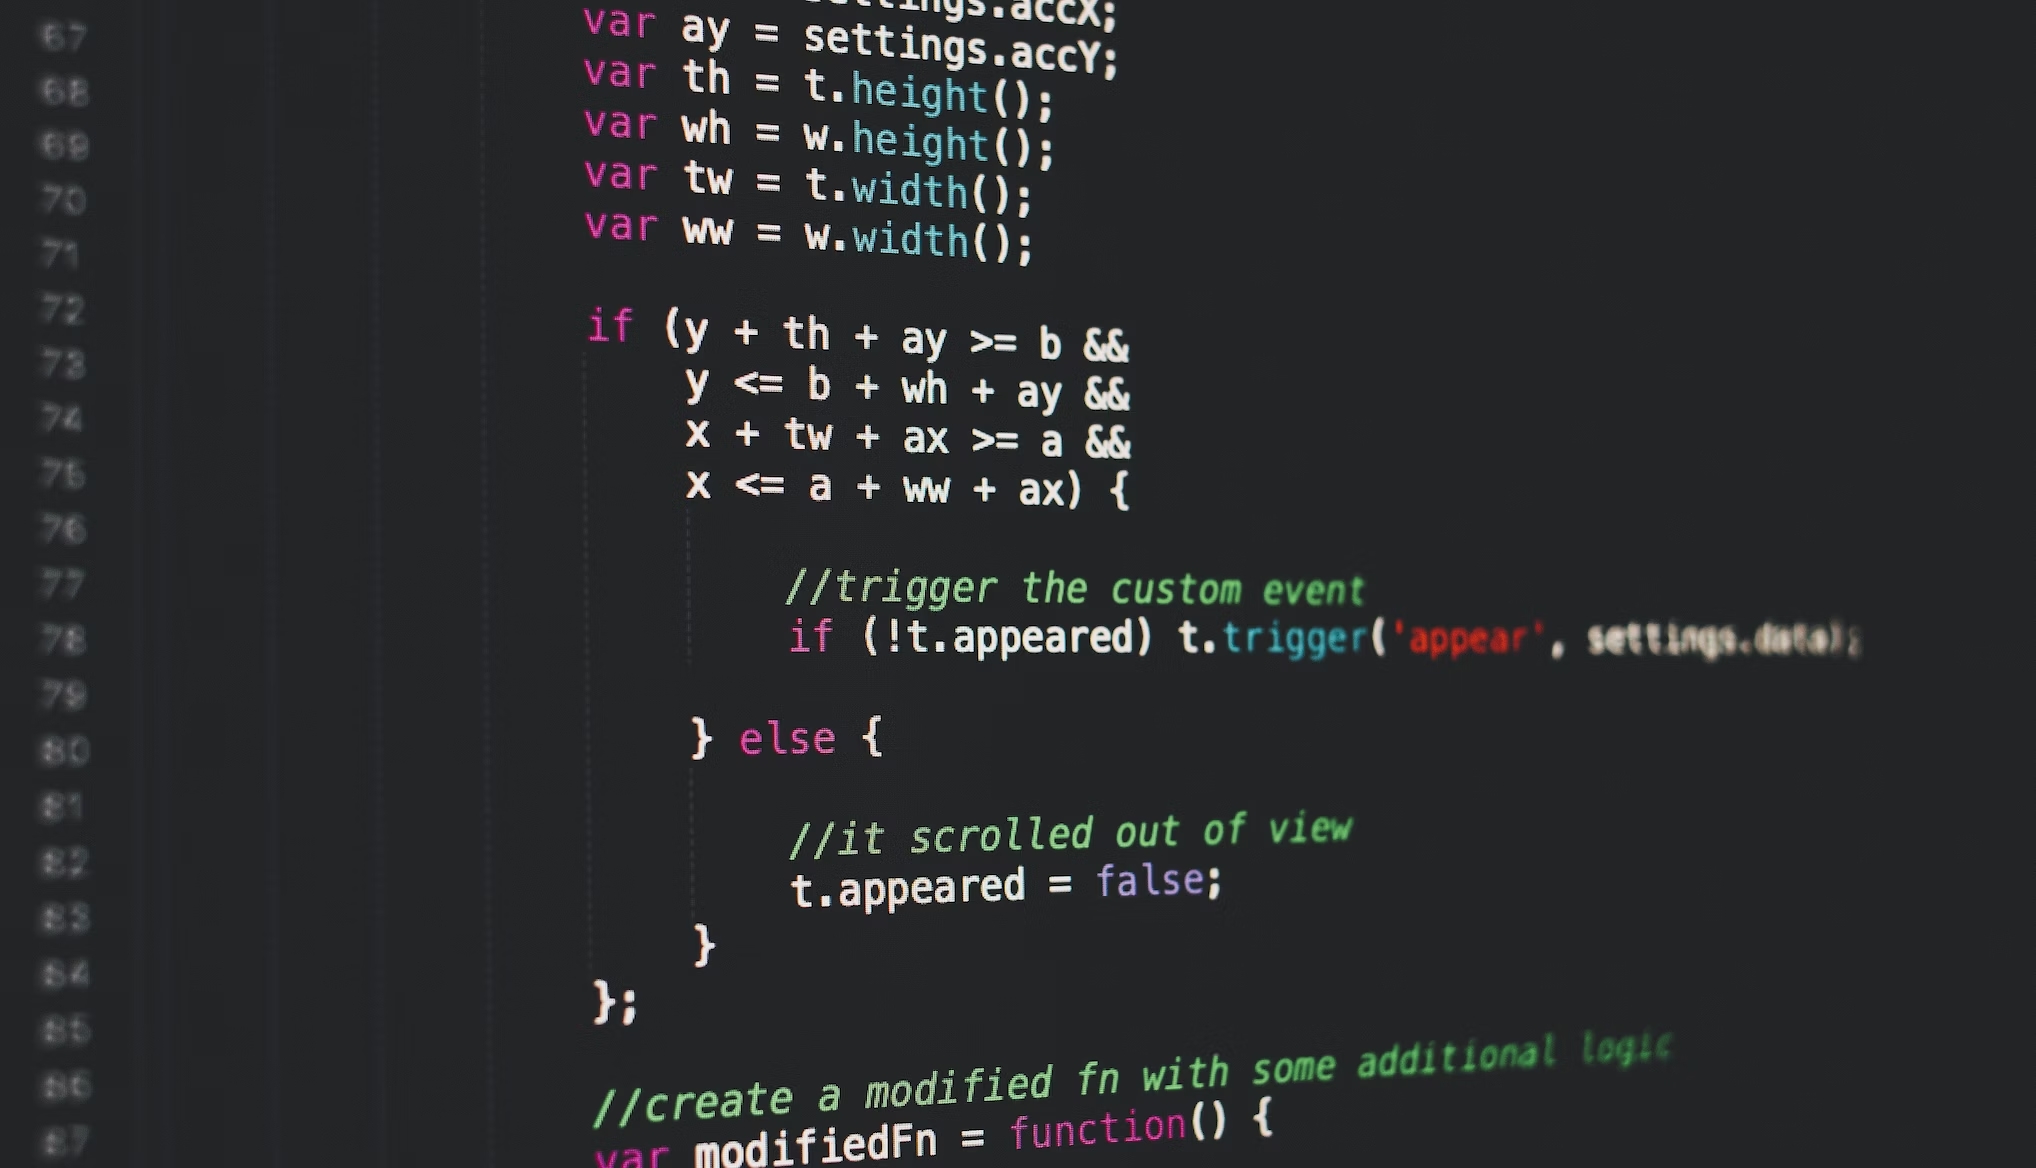 67
68
69
70
71
72
73
74
75
76
77
78
79
80
81
82
83
84
85
86
87
settings.accX;
var ay = settings.accY;
var th = t.height();
var wh = w.height();
var tw = t.width();
var ww = w.width();
if (y + th + ay >= b &&
y <= b + wh + ay &&
x + tw + ax >= a &&
x <= a + ww + ax) {
//trigger the custom event
if (!t.appeared) t.trigger('appear', settings.data);
} else {
//it scrolled out of view
t.appeared = false;
}
};
//create a modified fn with some additional logic
var modifiedFn = function() {